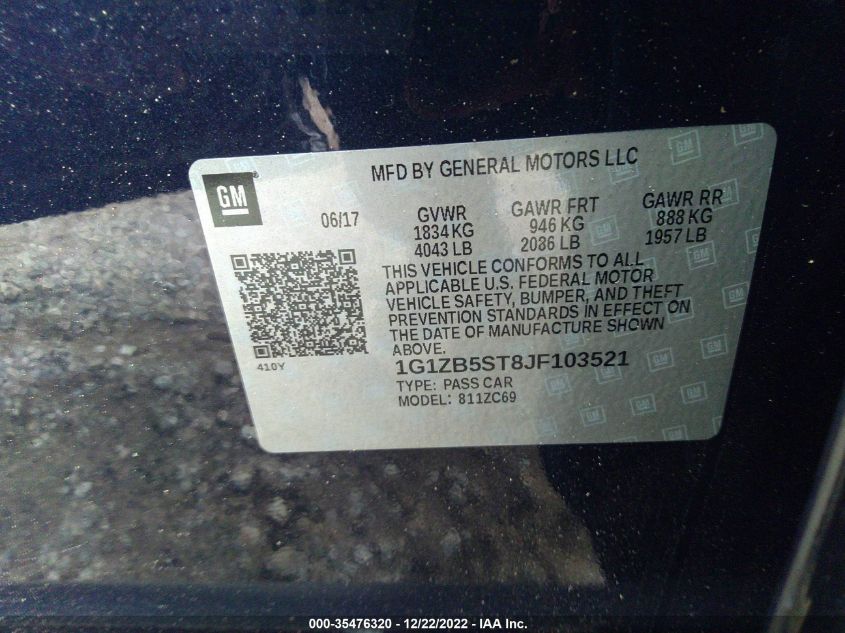 MFD BY GENERAL MOTORS LLC
GM
06/17
GVWR
1834 KG
4043 LB
GAWR FRT
946 KG
2086 LB
GAWR RR
888 KG
1957 LB
THIS VEHICLE CONFORMS TO ALL
APPLICABLE U.S. FEDERAL MOTOR
VEHICLE SAFETY, BUMPER, AND THEFT
PREVENTION STANDARDS IN EFFECT ON
THE DATE OF MANUFACTURE SHOWN
ABOVE.
410Y
1G1ZB5ST8JF103521
TYPE: PASS CAR
MODEL: 811ZC69
000-35476320 - 12/22/2022 - IAA Inc.